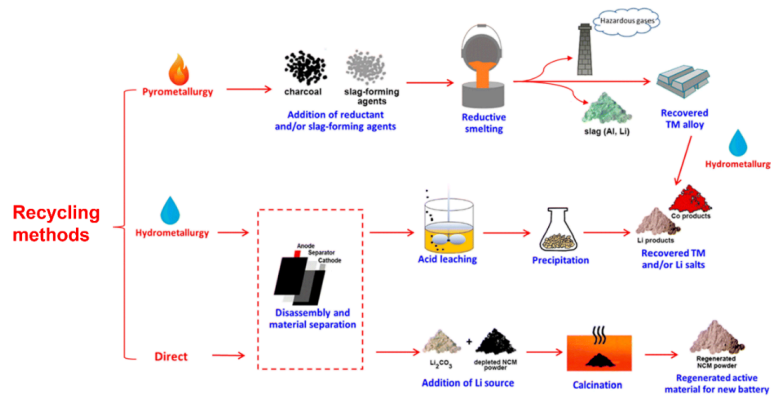 Hazardous gases
Pyrometallurgy
charcoal
slag-forming
agents
Addition of reductant
and/or slag-forming agents
Reductive
smelting
slag (Al, Li)
Recovered
TM alloy
Hydrometallurg
Recycling
methods
Hydrometallurgy
Anode
Separator
Cathode
Disassembly and
material separation
Acid leaching
Precipitation
Co products
Li products
Recovered TM
and/or Li salts
Direct
Li2CO3
+
depleted NCM
powder
Addition of Li source
Calcination
Regenerated
NCM powder
Regenerated active
material for new battery